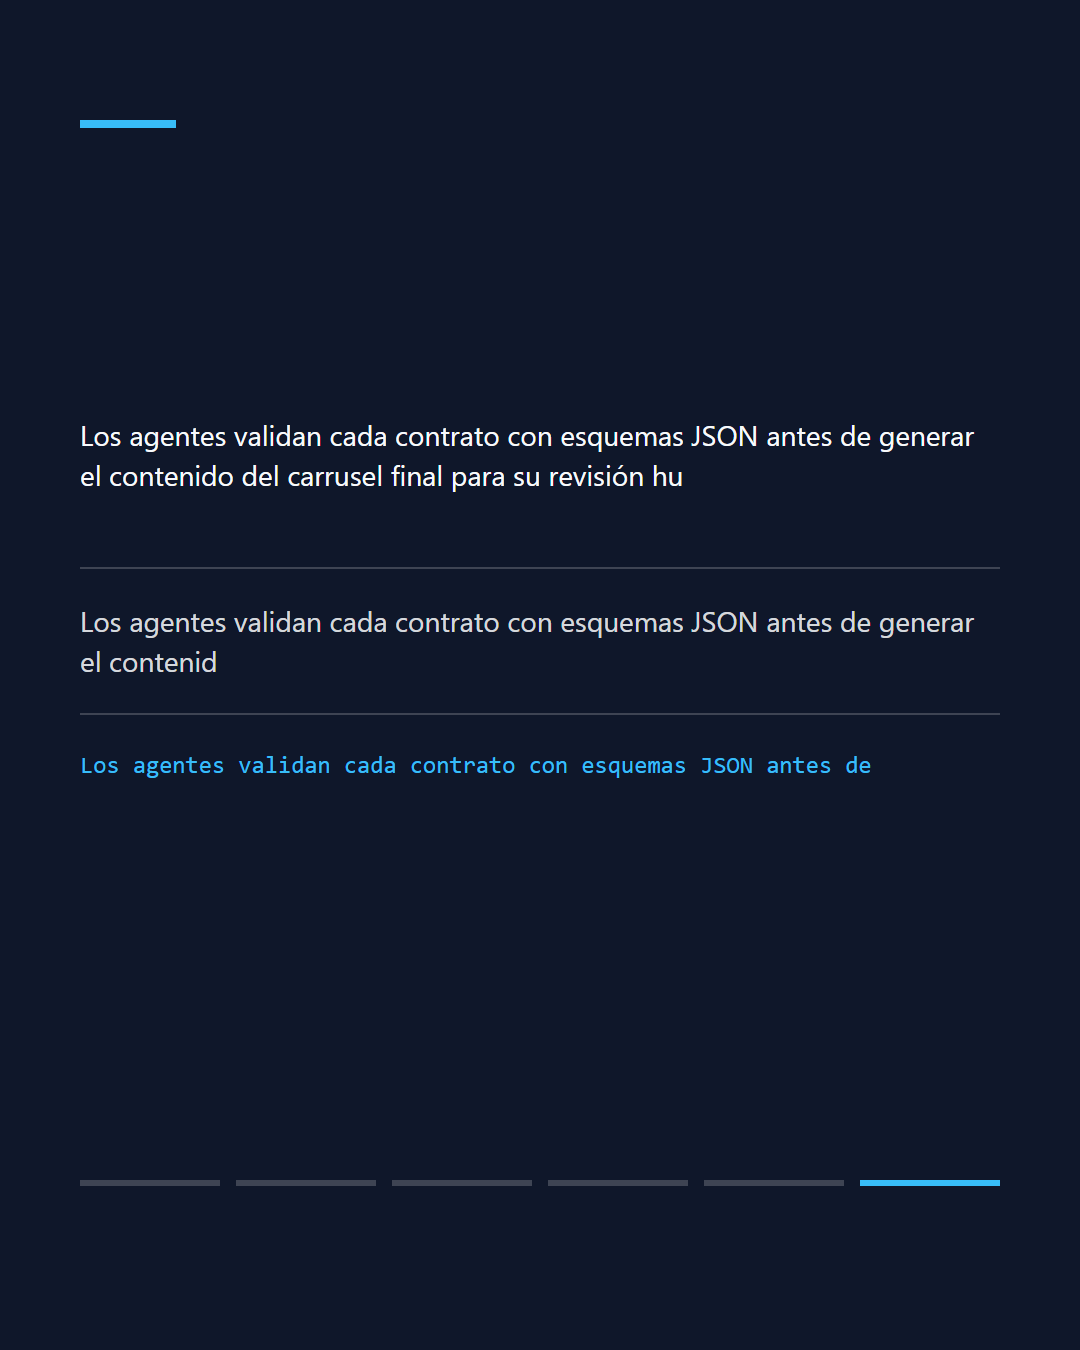 Los agentes validan cada contrato con esquemas JSON antes de generar
el contenido del carrusel final para su revisión hu
Los agentes validan cada contrato con esquemas JSON antes de generar
el contenid
Los agentes validan cada contrato con esquemas JSON antes de